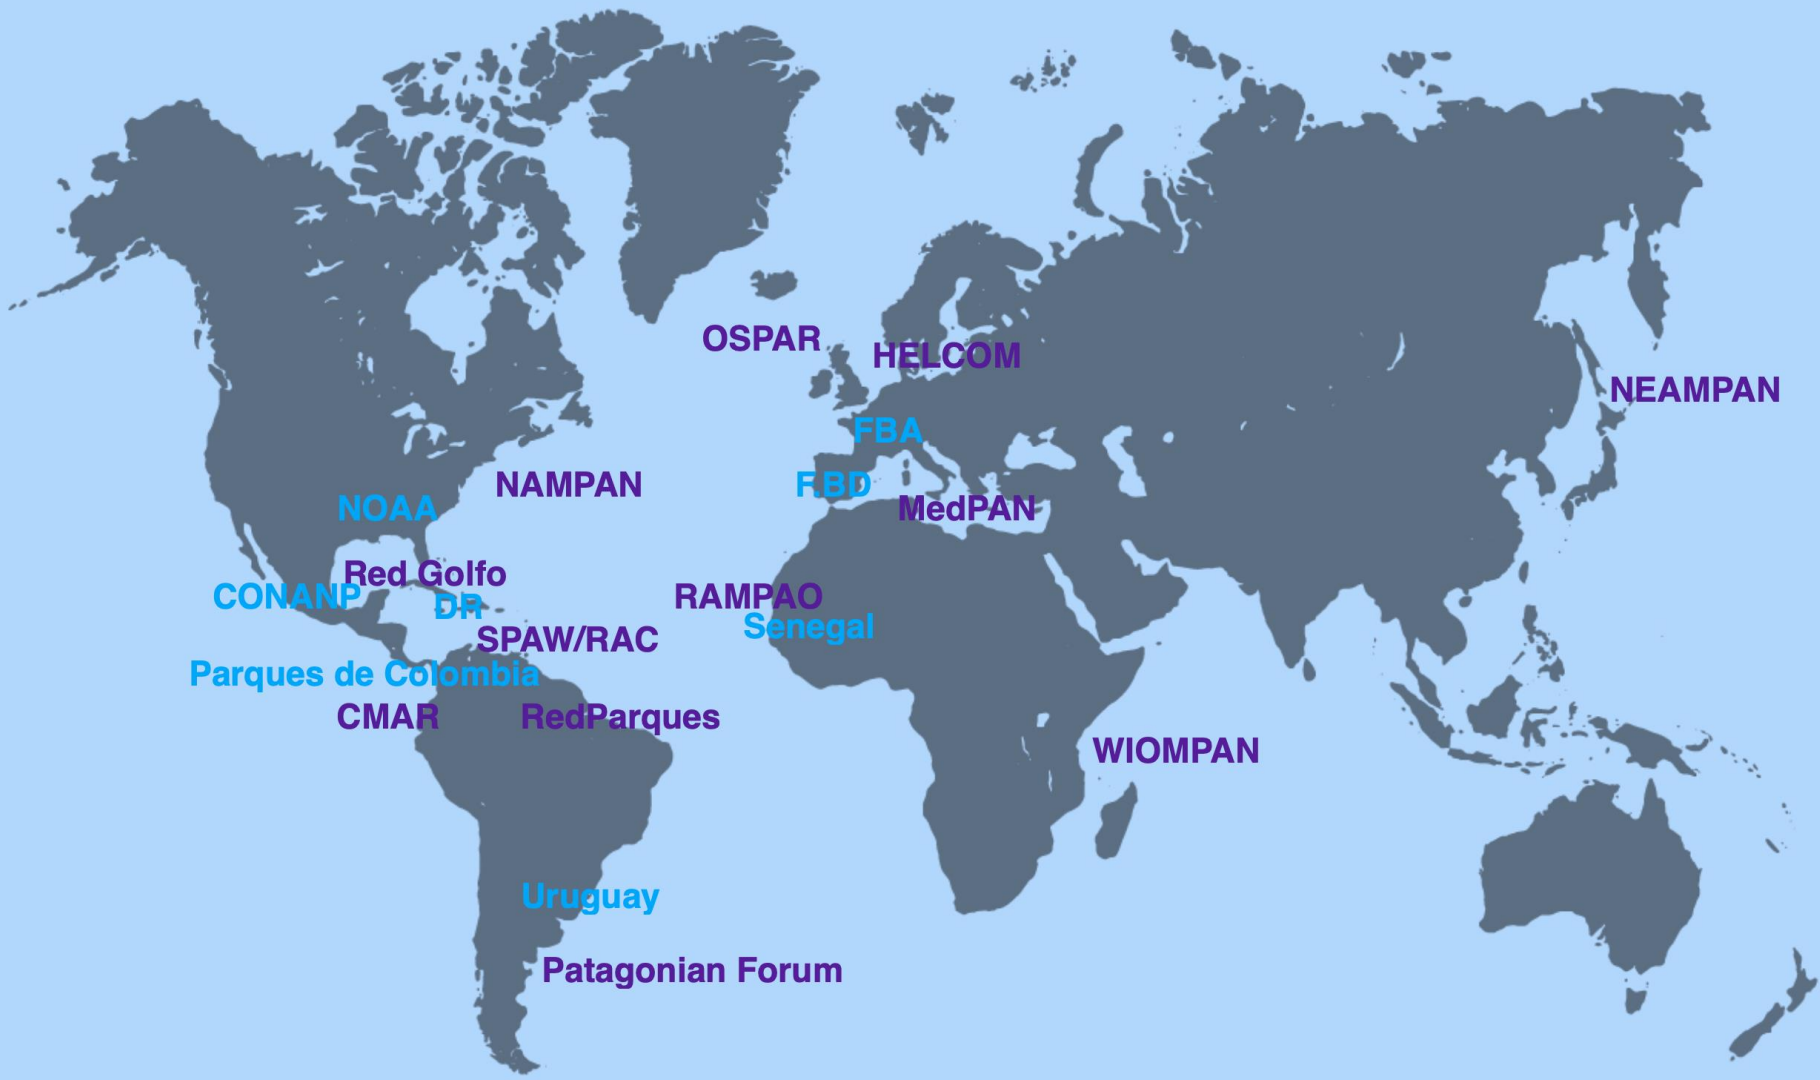 OSPAR
HELCOM
NEAMPAN
FBA
NAMPAN
F.BD
NOAA
MedPAN
Red Golfo
CONANP
DR
RAMPAO
Senegal
SPAW/RAC
Parques de Colombia
CMAR
RedParques
WIOMPAN
Uruguay
Patagonian Forum